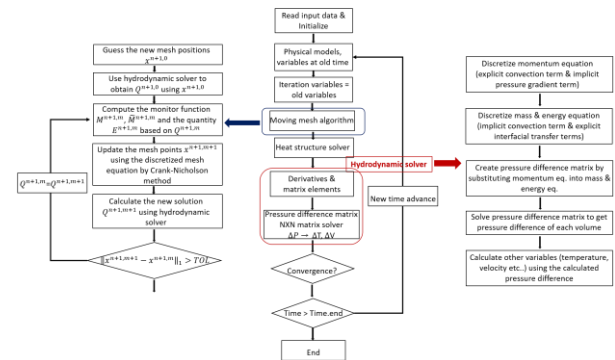 Guess the new mesh positions
x^{n+1,0}
Use hydrodynamic solver to
obtain Q^{n+1,0} using x^{n+1,0}
Compute the monitor function
M^{n+1,m}, M̃^{n+1,m} and the quantity
E^{n+1,m} based on Q^{n+1,m}
Update the mesh points x^{n+1,m+1}
using the discretized mesh
equation by Crank-Nicholson
method
Q^{n+1,m}=Q^{n+1,m+1}
Calculate the new solution
Q^{n+1,m+1} using hydrodynamic
solver
‖x^{n+1,m+1} − x^{n+1,m}‖₁ > TOL
Read input data &
Initialize
Physical models,
variables at old time
Iteration variables =
old variables
Moving mesh algorithm
Heat structure solver
Hydrodynamic solver
Derivatives &
matrix elements
Pressure difference matrix
NXN matrix solver
ΔP → ΔT, ΔV
New time advance
Convergence?
Time > Time.end
End
Discretize momentum equation
(explicit convection term & implicit
pressure gradient term)
Discretize mass & energy equation
(implicit convection term & explicit
interfacial transfer terms)
Create pressure difference matrix by
substituting momentum eq. into mass &
energy eq.
Solve pressure difference matrix to get
pressure difference of each volume
Calculate other variables (temperature,
velocity etc..) using the calculated
pressure difference